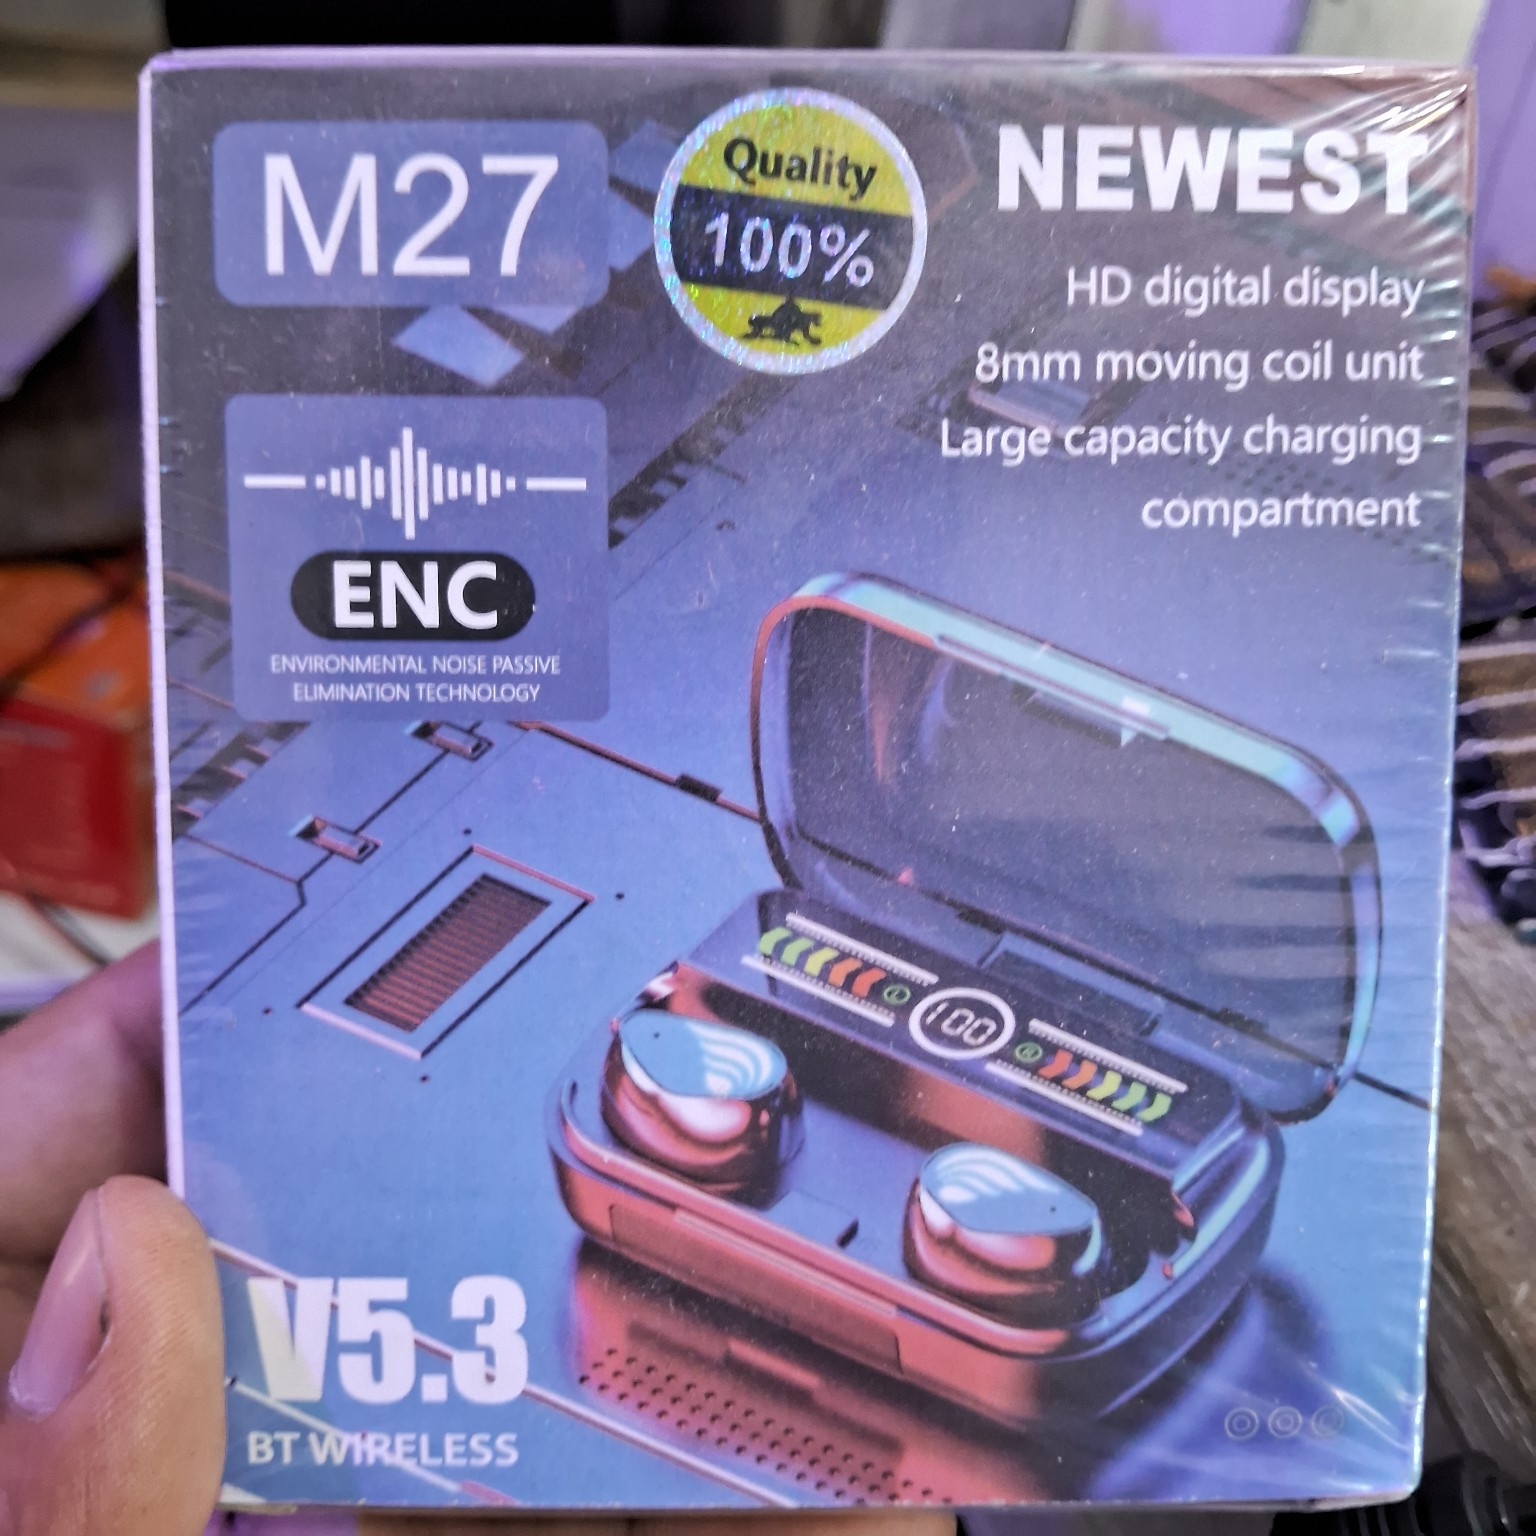 M27
Quality
100%
NEWEST
HD digital display
8mm moving coil unit
Large capacity charging
compartment
ENC
ENVIRONMENTAL NOISE PASSIVE
ELIMINATION TECHNOLOGY
L
100
R
V5.3
BT WIRELESS